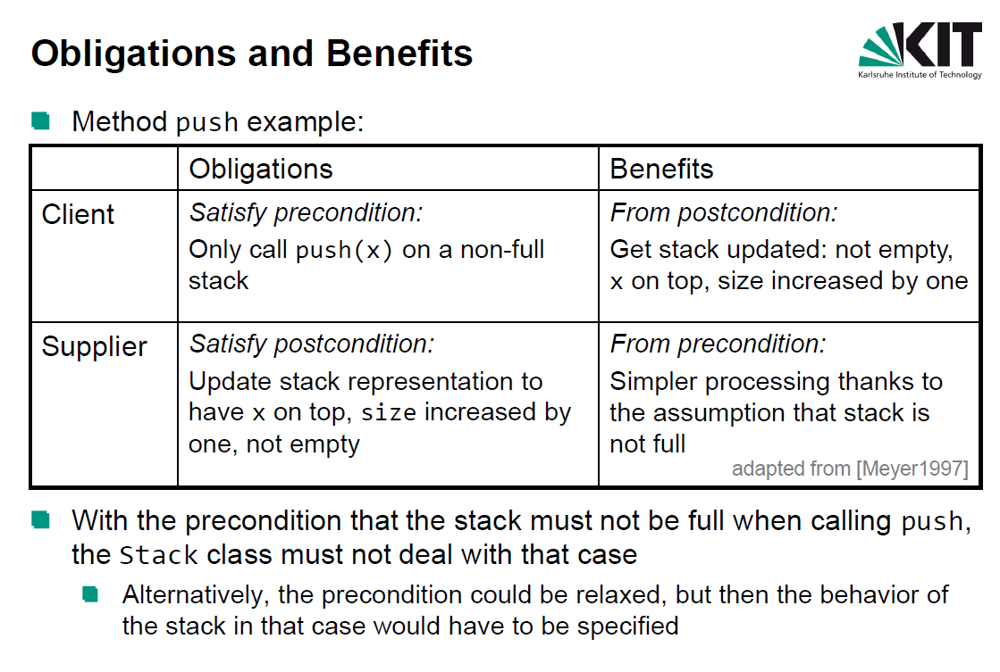 Obligations and Benefits
KIT
Karlsruhe Institute of Technology
Method push example:
Obligations
Benefits
Client
Satisfy precondition:
Only call push(x) on a non-full
stack
From postcondition:
Get stack updated: not empty,
x on top, size increased by one
Supplier
Satisfy postcondition:
Update stack representation to
have x on top, size increased by
one, not empty
From precondition:
Simpler processing thanks to
the assumption that stack is
not full
adapted from [Meyer1997]
With the precondition that the stack must not be full when calling push,
the Stack class must not deal with that case
Alternatively, the precondition could be relaxed, but then the behavior of
the stack in that case would have to be specified